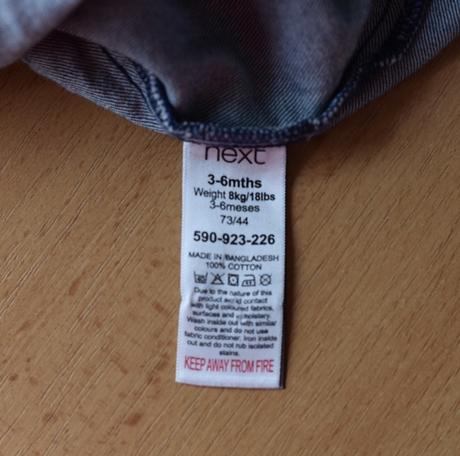 next
3-6mths
Weight 8kg/18lbs
3-6meses
73/44
590-923-226
MADE IN BANGLADESH
100% COTTON
Due to the nature of this
product avoid contact
with light coloured fabrics,
surfaces and upholstery.
Wash inside out with similar
colours and do not use
fabric conditioner. Iron inside
out and do not rub isolated
stains.
KEEP AWAY FROM FIRE